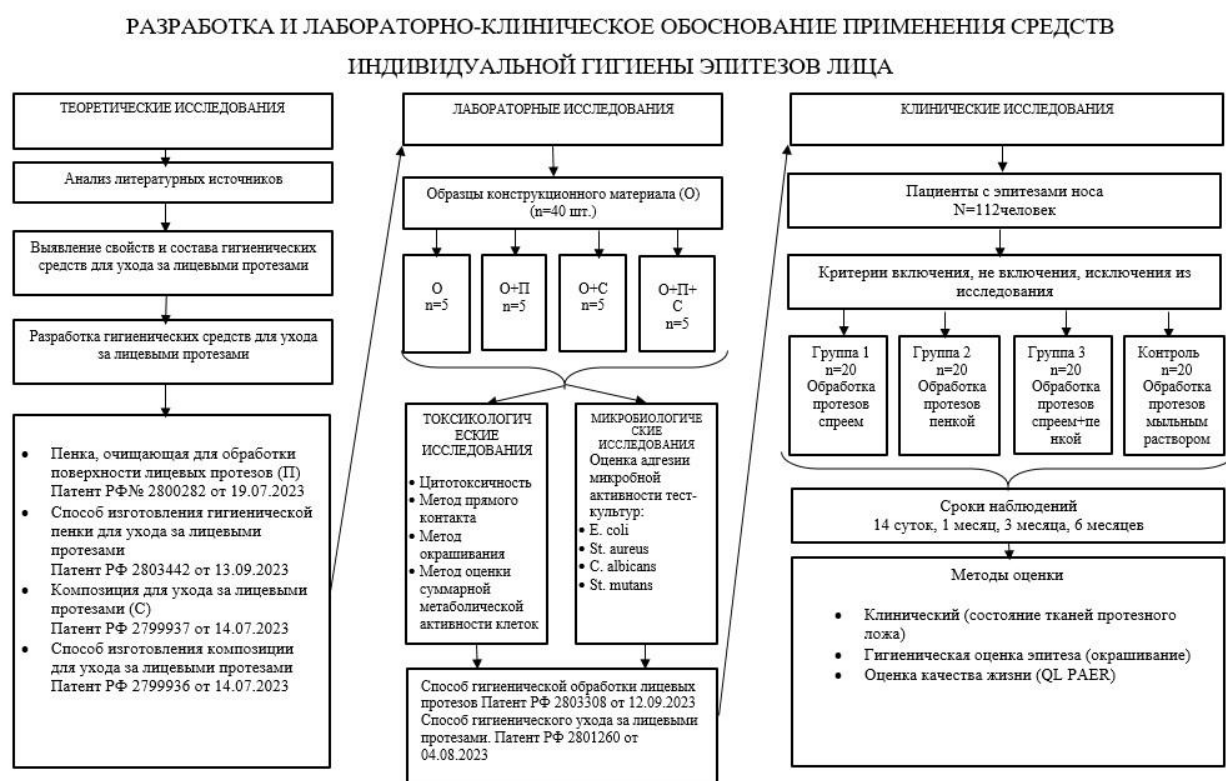 РАЗРАБОТКА И ЛАБОРАТОРНО-КЛИНИЧЕСКОЕ ОБОСНОВАНИЕ ПРИМЕНЕНИЯ СРЕДСТВ
ИНДИВИДУАЛЬНОЙ ГИГИЕНЫ ЭПИТЕЗОВ ЛИЦА
ТЕОРЕТИЧЕСКИЕ ИССЛЕДОВАНИЯ
Анализ литературных источников
Выявление свойств и состава гигиенических
средств для ухода за лицевыми протезами
Разработка гигиенических средств для ухода
за лицевыми протезами
• Пенка, очищающая для обработки
поверхности лицевых протезов (П)
Патент РФ№ 2800282 от 19.07.2023
• Способ изготовления гигиенической
пенки для ухода за лицевыми
протезами
Патент РФ 2803442 от 13.09.2023
• Композиция для ухода за лицевыми
протезами (С)
Патент РФ 2799937 от 14.07.2023
• Способ изготовления композиции
для ухода за лицевыми протезами
Патент РФ 2799936 от 14.07.2023
ЛАБОРАТОРНЫЕ ИССЛЕДОВАНИЯ
Образцы конструкционного материала (О)
(n=40 шт.)
О
n=5
О+П
n=5
О+С
n=5
О+П+
С
n=5
ТОКСИКОЛОГИЧ
ЕСКИЕ
ИССЛЕДОВАНИЯ
• Цитотоксичность
• Метод прямого
контакта
• Метод
окрашивания
• Метод оценки
суммарной
метаболической
активности клеток
МИКРОБИОЛОГИЧЕ
СКИЕ
ИССЛЕДОВАНИЯ
Оценка адгезии
микробной
активности тест-
культур:
• E. coli
• St. aureus
• C. albicans
• St. mutans
Способ гигиенической обработки лицевых
протезов Патент РФ 2803308 от 12.09.2023
Способ гигиенического ухода за лицевыми
протезами. Патент РФ 2801260 от
04.08.2023
КЛИНИЧЕСКИЕ ИССЛЕДОВАНИЯ
Пациенты с эпитезами носа
N=112человек
Критерии включения, не включения, исключения из
исследования
Группа 1
n=20
Обработка
протезов
спреем
Группа 2
n=20
Обработка
протезов
пенкой
Группа 3
n=20
Обработка
протезов
спреем+пе
нкой
Контроль
n=20
Обработка
протезов
мыльным
раствором
Сроки наблюдений
14 суток, 1 месяц, 3 месяца, 6 месяцев
Методы оценки
• Клинический (состояние тканей протезного
ложа)
• Гигиеническая оценка эпитеза (окрашивание)
• Оценка качества жизни (QL PAER)